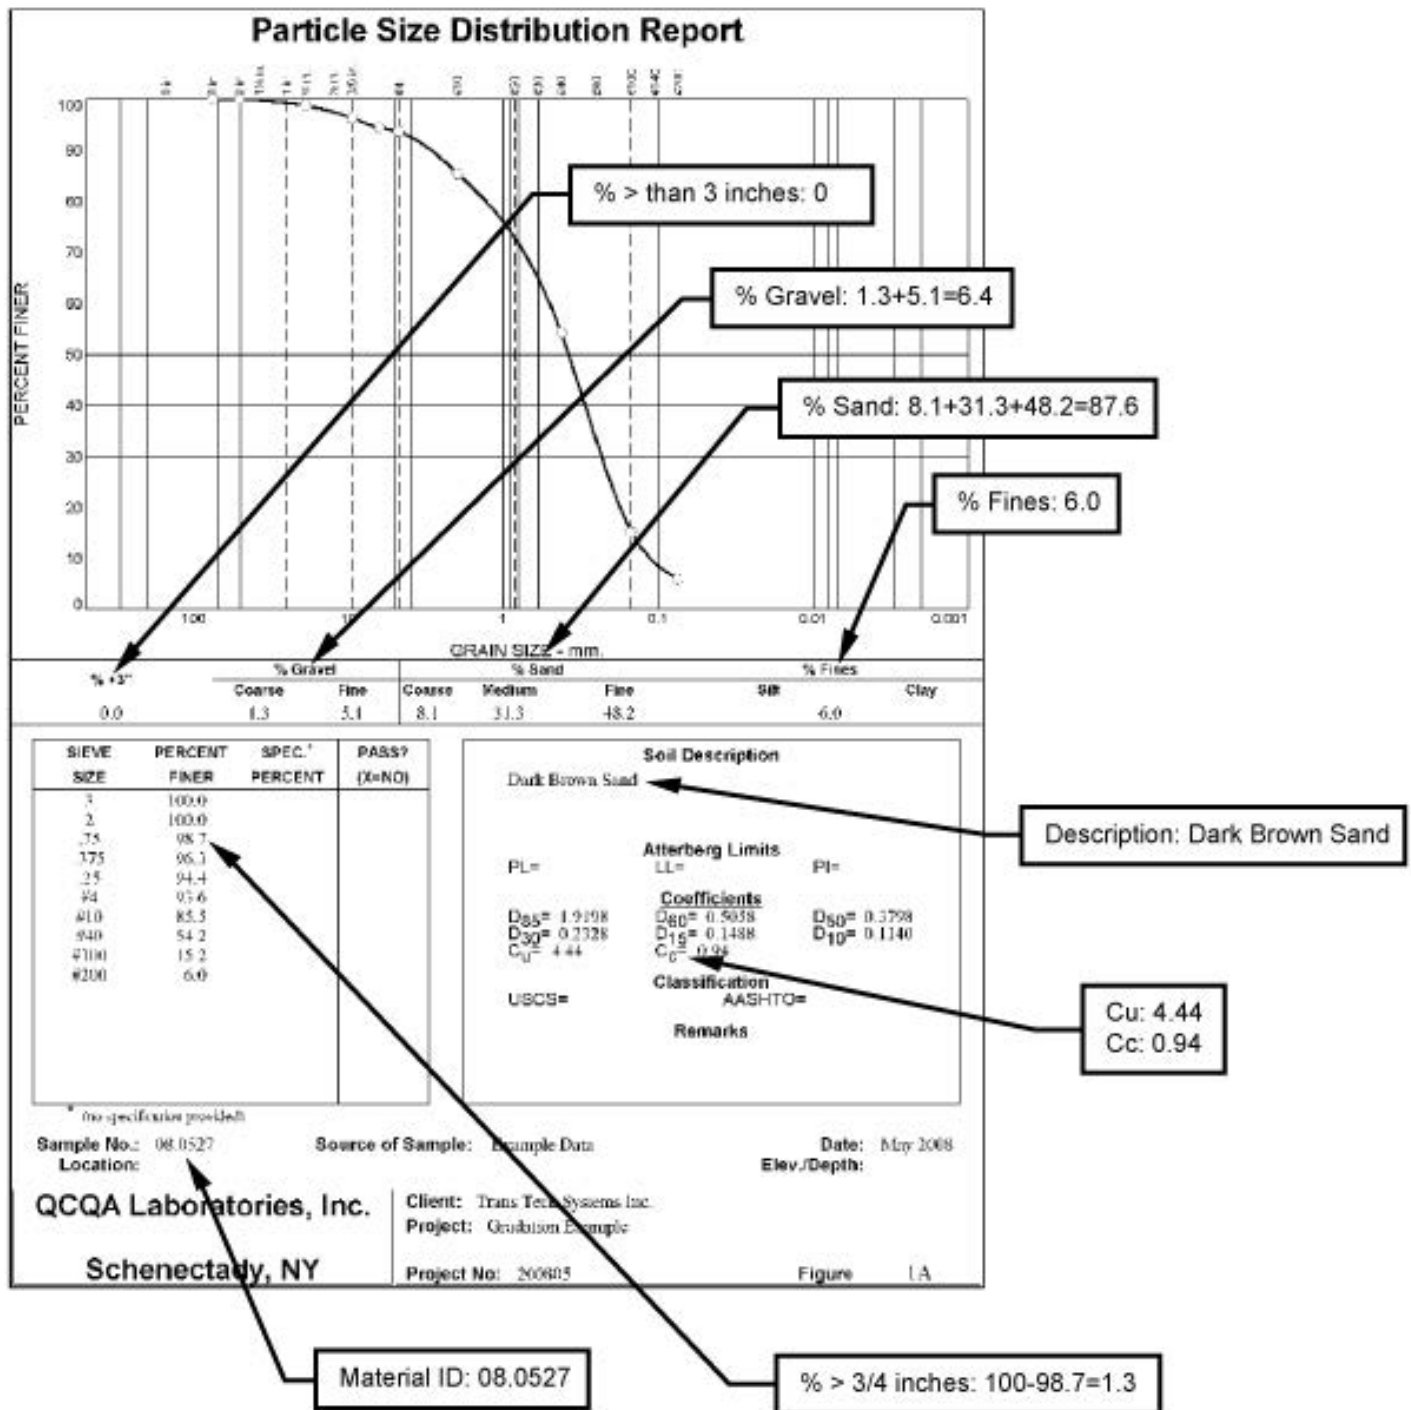 Particle Size Distribution Report
100
90
80
70
60
50
40
30
20
10
0
PERCENT FINER
100
10
1
0.1
0.01
0.001
GRAIN SIZE - mm.
% > than 3 inches: 0
% Gravel: 1.3+5.1=6.4
% Sand: 8.1+31.3+48.2=87.6
% Fines: 6.0
% +3" % Gravel % Sand % Fines
Coarse Fine Coarse Medium Fine Silt Clay
0.0 1.3 5.1 8.1 31.3 48.2 6.0
SIEVE PERCENT SPEC.* PASS?
SIZE FINER PERCENT (X=NO)
3 100.0
2 100.0
.75 98.7
.375 96.3
.25 94.4
#4 93.6
#10 85.5
#40 54.2
#100 15.2
#200 6.0
* (no specification provided)
Soil Description
Dark Brown Sand
Atterberg Limits
PL= LL= PI=
Coefficients
D85= 1.9198 D60= 0.5058 D50= 0.3798
D30= 0.2328 D15= 0.1488 D10= 0.1140
Cu= 4.44 Cc= 0.94
Classification
USCS= AASHTO=
Remarks
Description: Dark Brown Sand
Cu: 4.44
Cc: 0.94
Sample No.: 08.0527 Source of Sample: Example Data Date: May 2008
Location: Elev./Depth:
QCQA Laboratories, Inc.
Schenectady, NY
Client: Trans Tech Systems Inc.
Project: Gradation Example
Project No: 200805 Figure 1A
Material ID: 08.0527
% > 3/4 inches: 100-98.7=1.3